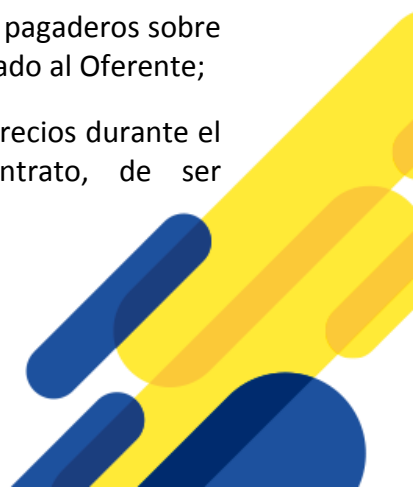 pagaderos sobre
ado al Oferente;
recios durante el
ntrato, de ser